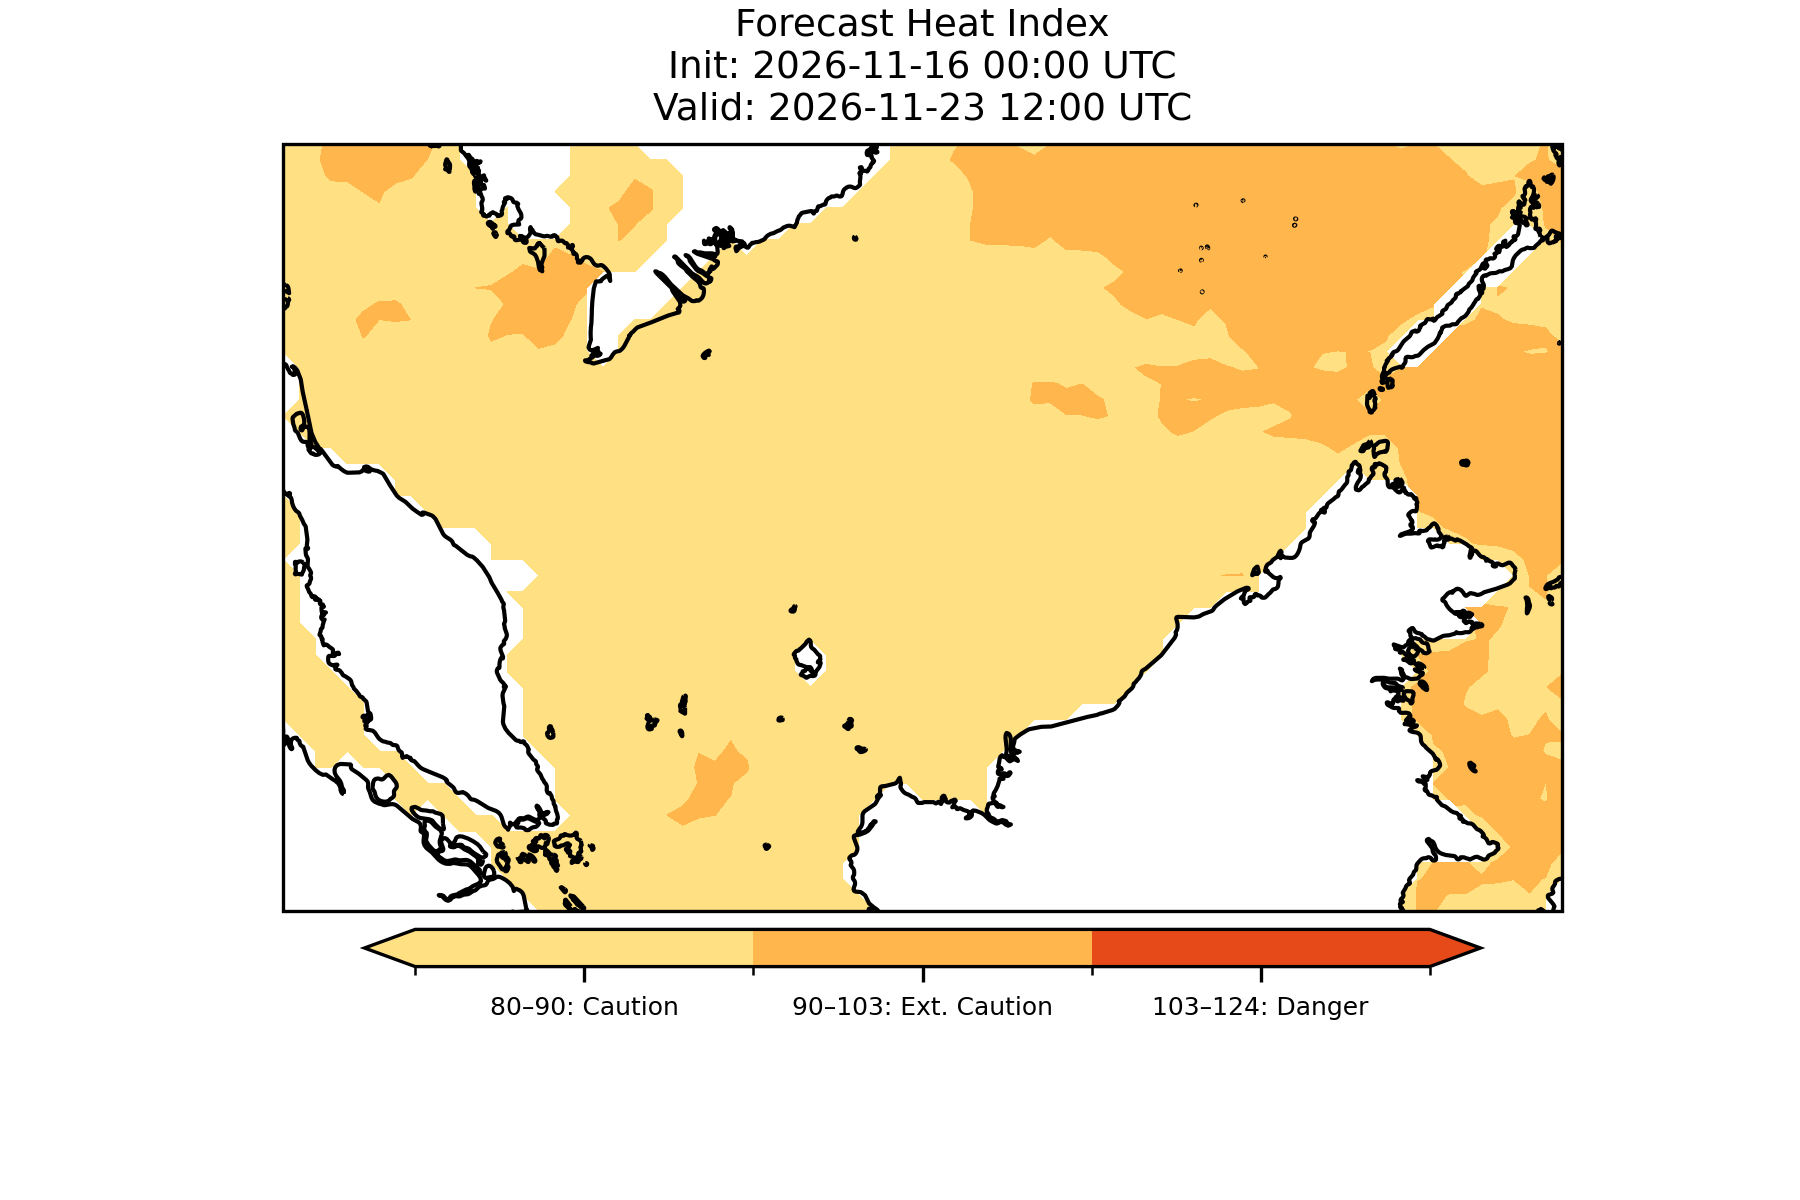 Forecast Heat Index
Init: 2026-11-16 00:00 UTC
Valid: 2026-11-23 12:00 UTC
80–90: Caution
90–103: Ext. Caution
103–124: Danger